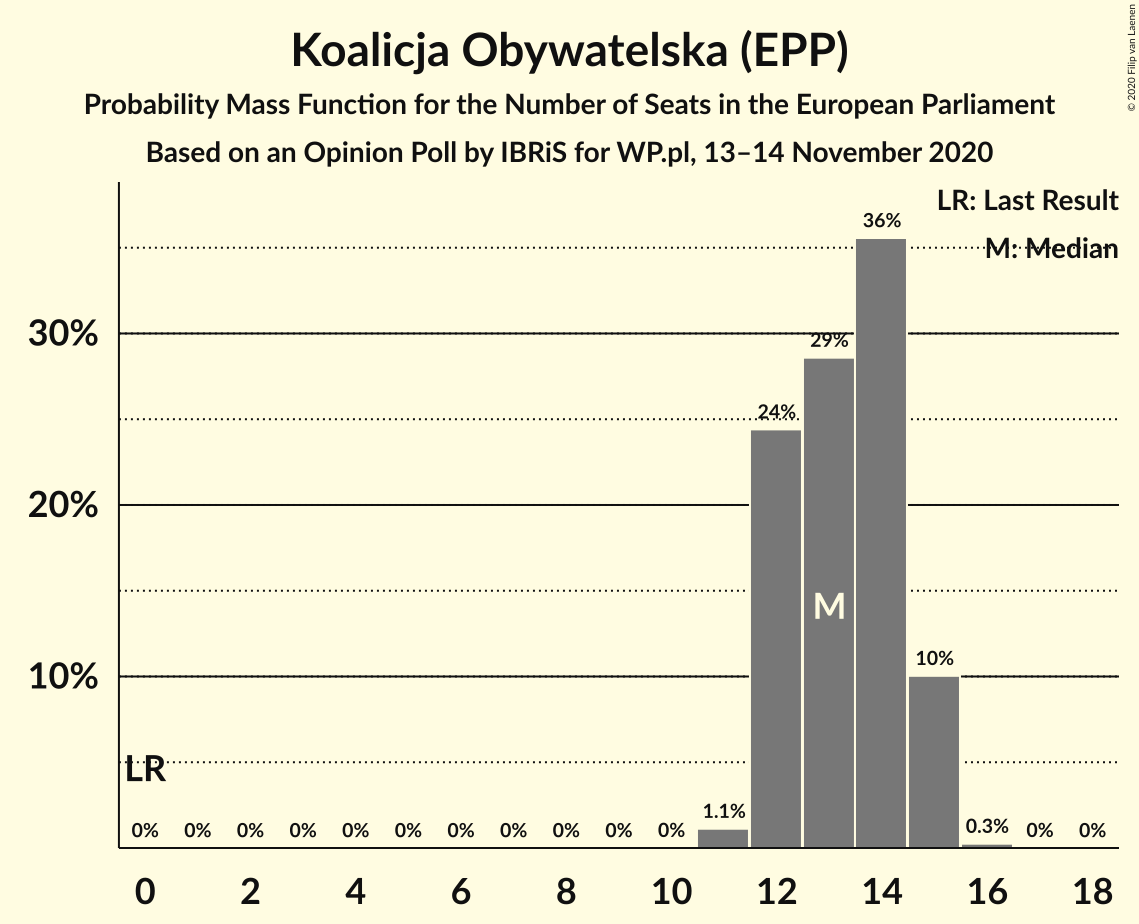 Koalicja Obywatelska (EPP)
Probability Mass Function for the Number of Seats in the European Parliament
Based on an Opinion Poll by IBRiS for WP.pl, 13–14 November 2020
© 2020 Filip van Laenen
LR: Last Result
M: Median
36%
30%
29%
24%
20%
M
10%
10%
LR
1.1%
0% 0% 0% 0% 0% 0% 0% 0% 0% 0% 0% 0.3% 0% 0%
0 2 4 6 8 10 12 14 16 18